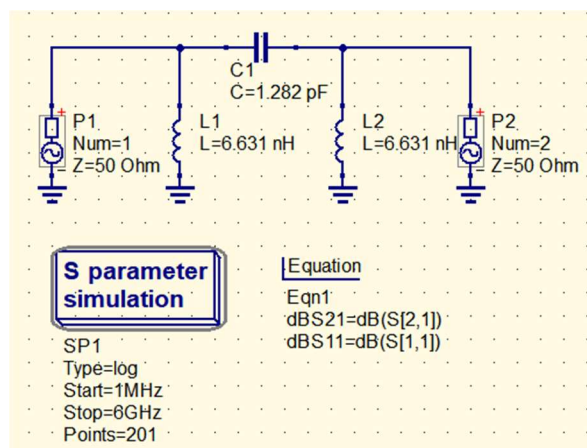 C1
C=1.282 pF
P1
Num=1
Z=50 Ohm
L1
L=6.631 nH
L2
L=6.631 nH
P2
Num=2
Z=50 Ohm
S parameter
simulation
Equation
Eqn1
dBS21=dB(S[2,1])
dBS11=dB(S[1,1])
SP1
Type=log
Start=1MHz
Stop=6GHz
Points=201